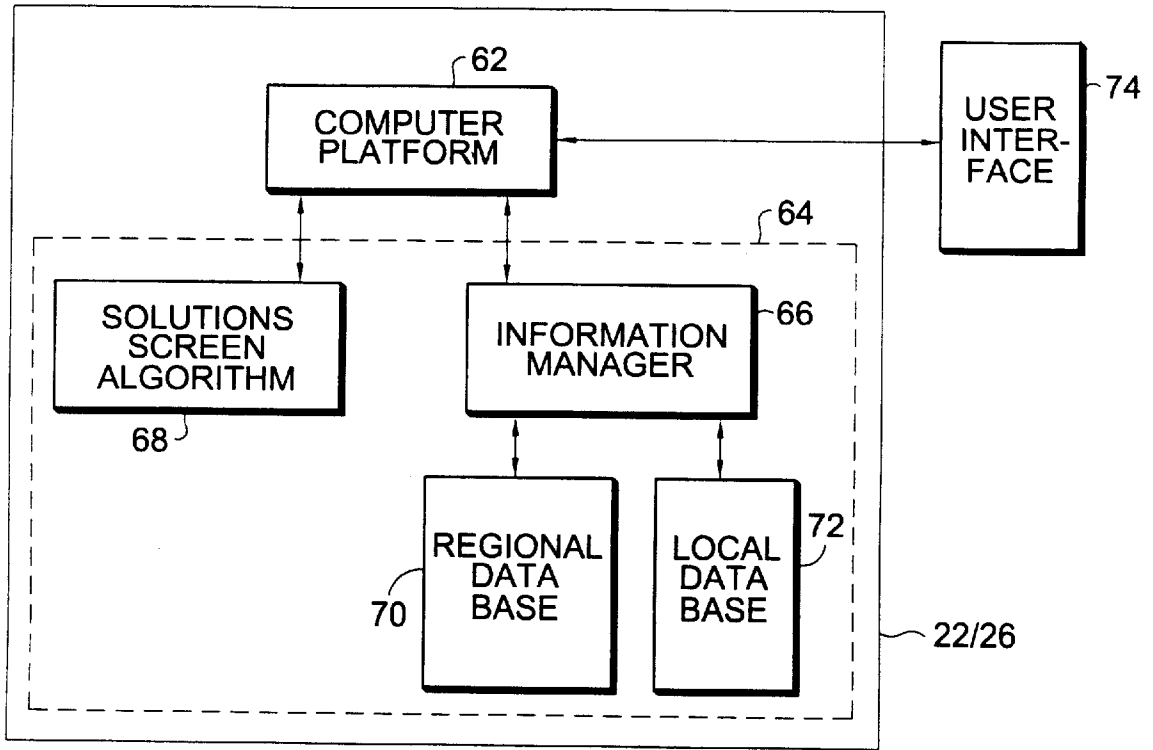 62
COMPUTER
PLATFORM
USER
INTER-
FACE
74
64
SOLUTIONS
SCREEN
ALGORITHM
68
INFORMATION
MANAGER
66
REGIONAL
DATA
BASE
70
LOCAL
DATA
BASE
72
22/26